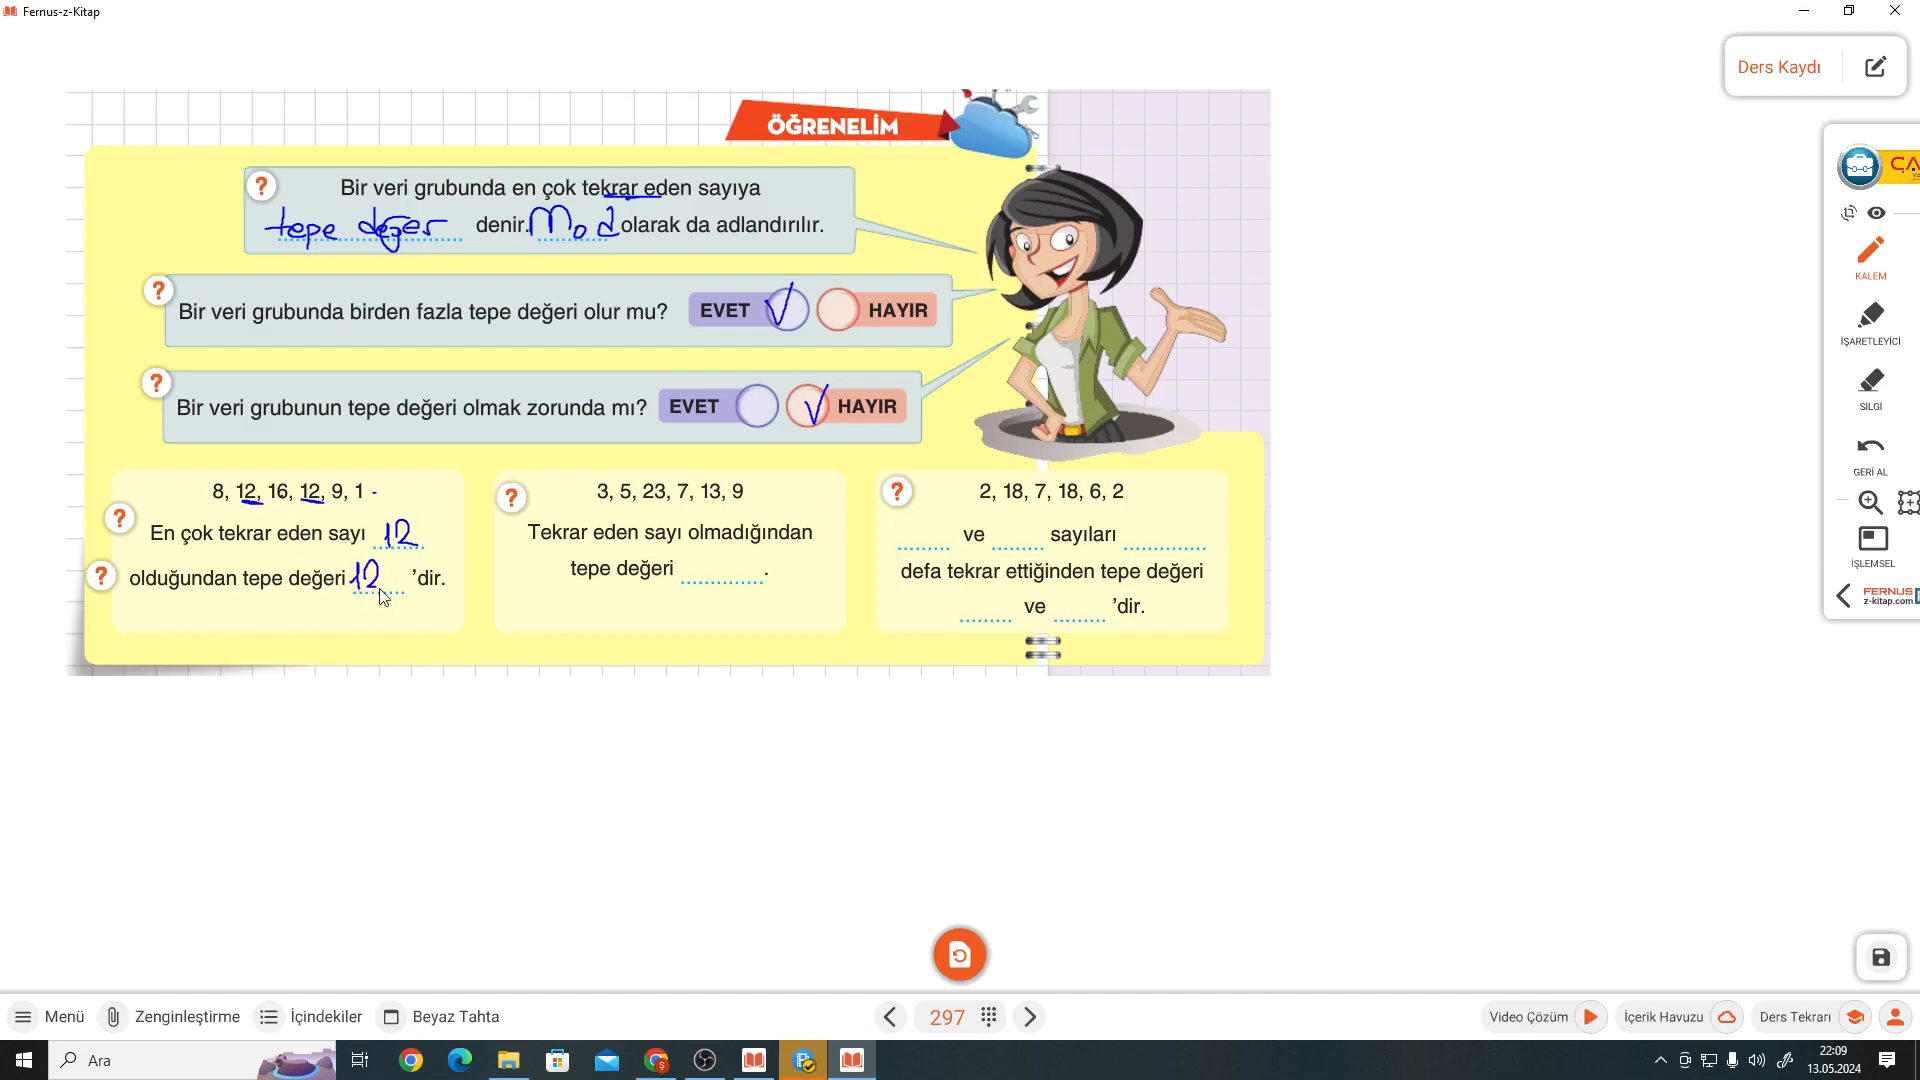 Fernus-z-Kitap
Ders Kaydı
ÖĞRENELİM
? Bir veri grubunda en çok tekrar eden sayıya
tepe değer denir. Mod olarak da adlandırılır.
? Bir veri grubunda birden fazla tepe değeri olur mu? EVET HAYIR
? Bir veri grubunun tepe değeri olmak zorunda mı? EVET HAYIR
8, 12, 16, 12, 9, 1
? En çok tekrar eden sayı 12
? olduğundan tepe değeri 12 'dir.
? 3, 5, 23, 7, 13, 9
Tekrar eden sayı olmadığından
tepe değeri .............. .
? 2, 18, 7, 18, 6, 2
......... ve ......... sayıları ..............
defa tekrar ettiğinden tepe değeri
......... ve ......... 'dir.
KALEM
İŞARETLEYİCİ
SİLGİ
GERİ AL
İŞLEMSEL
FERNUS
z-kitap.com
Menü
Zenginleştirme
İçindekiler
Beyaz Tahta
297
Video Çözüm
İçerik Havuzu
Ders Tekrarı
Ara
22:09
13.05.2024